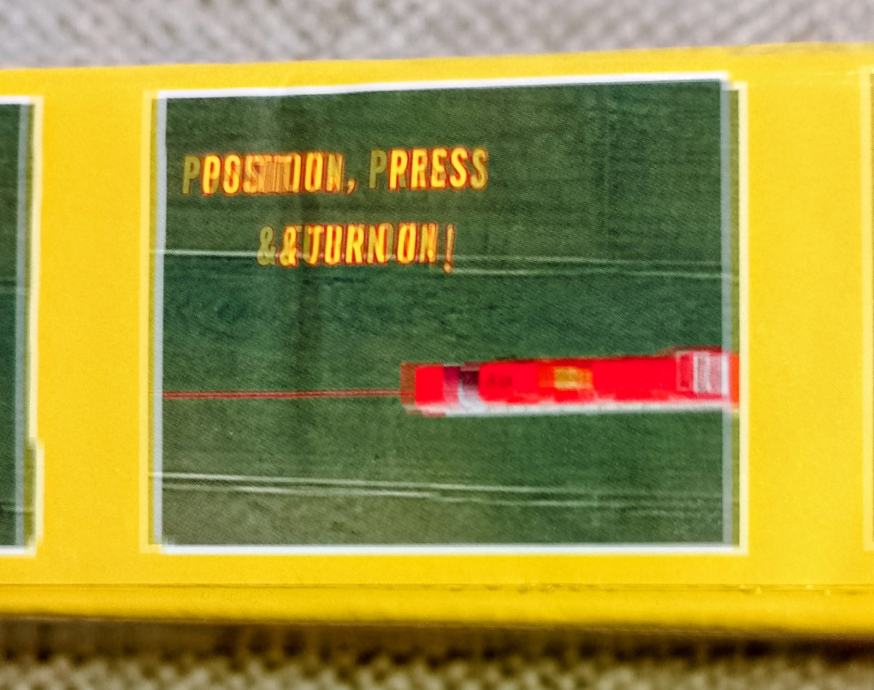 POSITION, PRESS
& TURN ON!